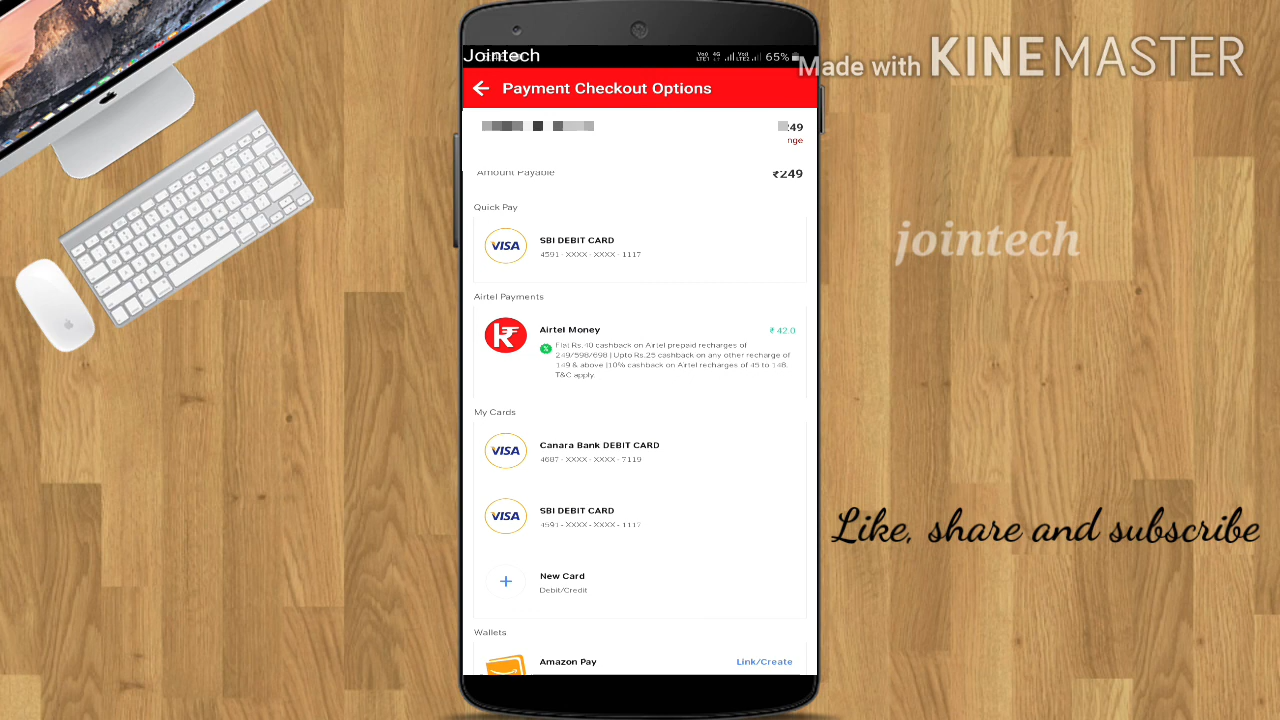 Jointech
65%
Made with KINEMASTER
Payment Checkout Options
249
nge
Amount Payable
₹249
Quick Pay
VISA
SBI DEBIT CARD
4591 - XXXX - XXXX - 1117
Airtel Payments
Airtel Money
₹ 42.0
Flat Rs.40 cashback on Airtel prepaid recharges of
249/598/698 | Upto Rs.25 cashback on any other recharge of
149 & above |10% cashback on Airtel recharges of 45 to 148.
T&C apply
My Cards
VISA
Canara Bank DEBIT CARD
XXXX - XXXX - 7119
VISA
SBI DEBIT CARD
4591 - XXXX - XXXX - 1117
New Card
Debit/Credit
Wallets
Amazon Pay
Link/Create
jointech
Like, share and subscribe